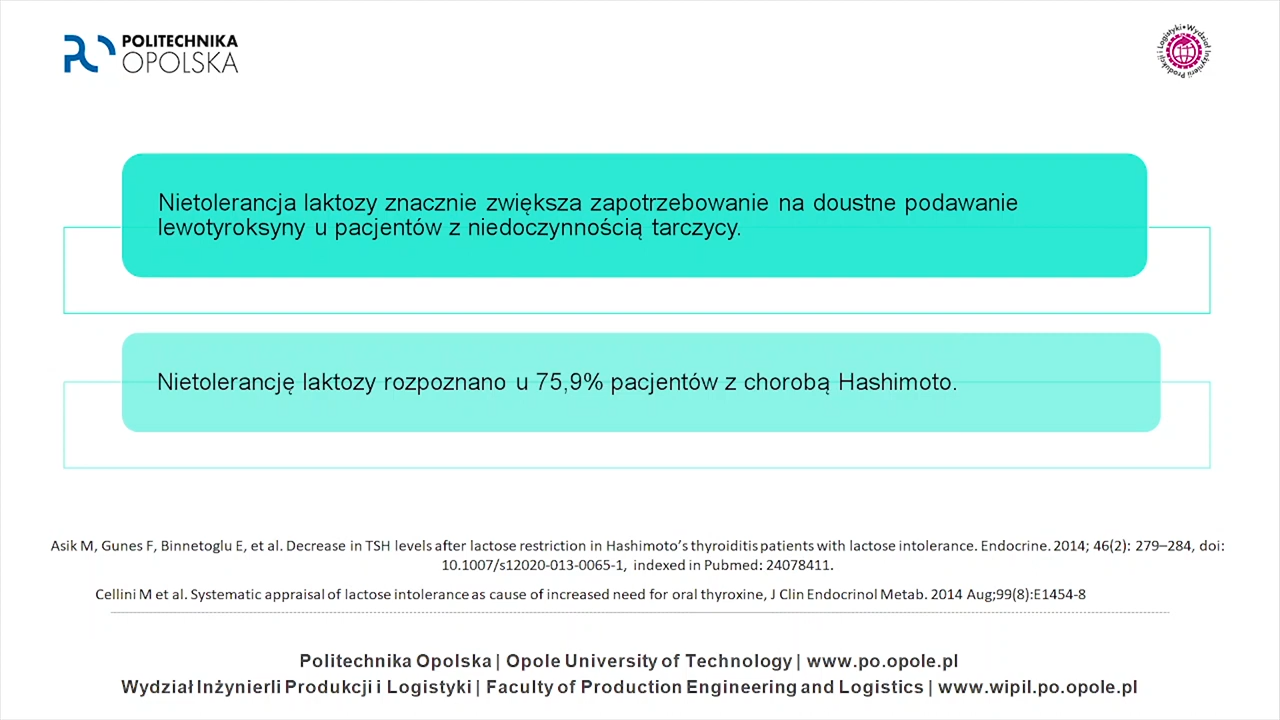 POLITECHNIKA
OPOLSKA
Wydział Inżynierii Produkcji i Logistyki •
Nietolerancja laktozy znacznie zwiększa zapotrzebowanie na doustne podawanie
lewotyroksyny u pacjentów z niedoczynnością tarczycy.
Nietolerancję laktozy rozpoznano u 75,9% pacjentów z chorobą Hashimoto.
Asik M, Gunes F, Binnetoglu E, et al. Decrease in TSH levels after lactose restriction in Hashimoto's thyroiditis patients with lactose intolerance. Endocrine. 2014; 46(2): 279–284, doi:
10.1007/s12020-013-0065-1, indexed in Pubmed: 24078411.
Cellini M et al. Systematic appraisal of lactose intolerance as cause of increased need for oral thyroxine, J Clin Endocrinol Metab. 2014 Aug;99(8):E1454-8
Politechnika Opolska | Opole University of Technology | www.po.opole.pl
Wydział Inżynierli Produkcji i Logistyki | Faculty of Production Engineering and Logistics | www.wipil.po.opole.pl